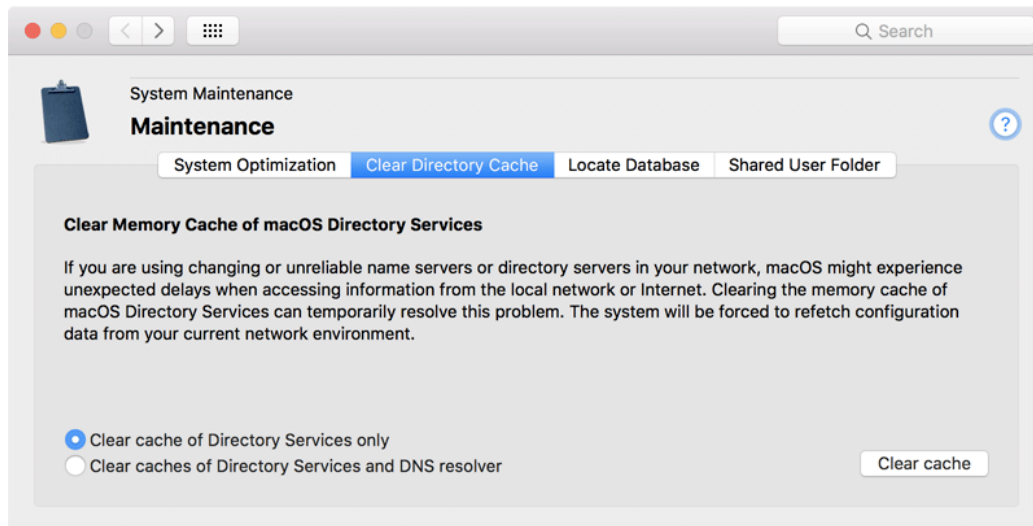 Search
System Maintenance
Maintenance
?
System Optimization
Clear Directory Cache
Locate Database
Shared User Folder
Clear Memory Cache of macOS Directory Services
If you are using changing or unreliable name servers or directory servers in your network, macOS might experience
unexpected delays when accessing information from the local network or Internet. Clearing the memory cache of
macOS Directory Services can temporarily resolve this problem. The system will be forced to refetch configuration
data from your current network environment.
Clear cache of Directory Services only
Clear caches of Directory Services and DNS resolver
Clear cache